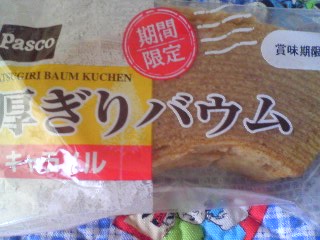 Pasco
期間
限定
賞味期限
ATSUGIRI BAUM KUCHEN
厚ぎりバウム
キャラメル